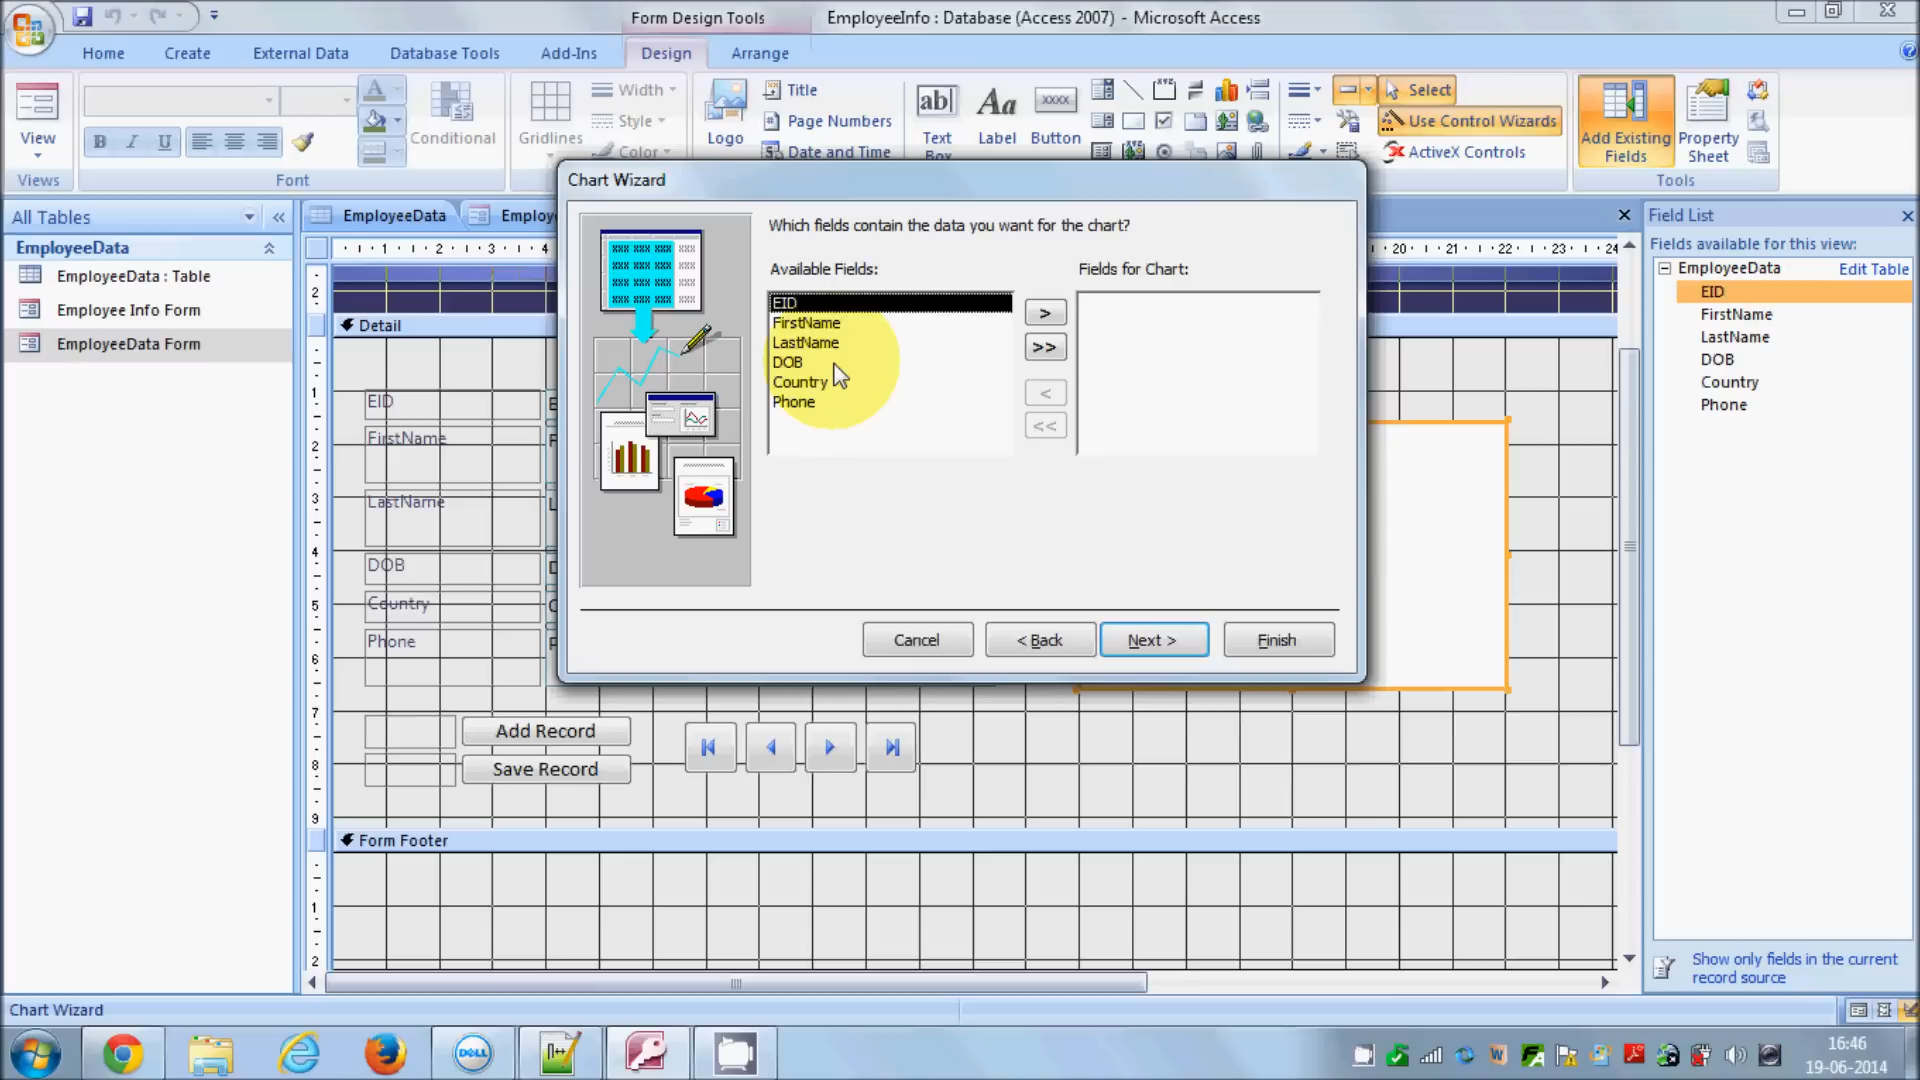 Form Design Tools
EmployeeInfo : Database (Access 2007) - Microsoft Access
Home
Create
External Data
Database Tools
Add-Ins
Design
Arrange
View
Views
B I U
A
Conditional
Font
Gridlines
Width
Style
Color
Logo
Title
Page Numbers
Date and Time
ab|
Text
Box
Aa
Label
xxxx
Button
Select
Use Control Wizards
ActiveX Controls
Add Existing
Fields
Property
Sheet
Tools
All Tables
EmployeeData
EmployeeData : Table
Employee Info Form
EmployeeData Form
EmployeeData
Employ
Detail
EID
FirstName
LastName
DOB
Country
Phone
Add Record
Save Record
Form Footer
Chart Wizard
Which fields contain the data you want for the chart?
Available Fields:
EID
FirstName
LastName
DOB
Country
Phone
>
>>
<
<<
Fields for Chart:
Cancel
< Back
Next >
Finish
Field List
Fields available for this view:
EmployeeData
Edit Table
EID
FirstName
LastName
DOB
Country
Phone
Show only fields in the current
record source
Chart Wizard
DELL
16:46
19-06-2014